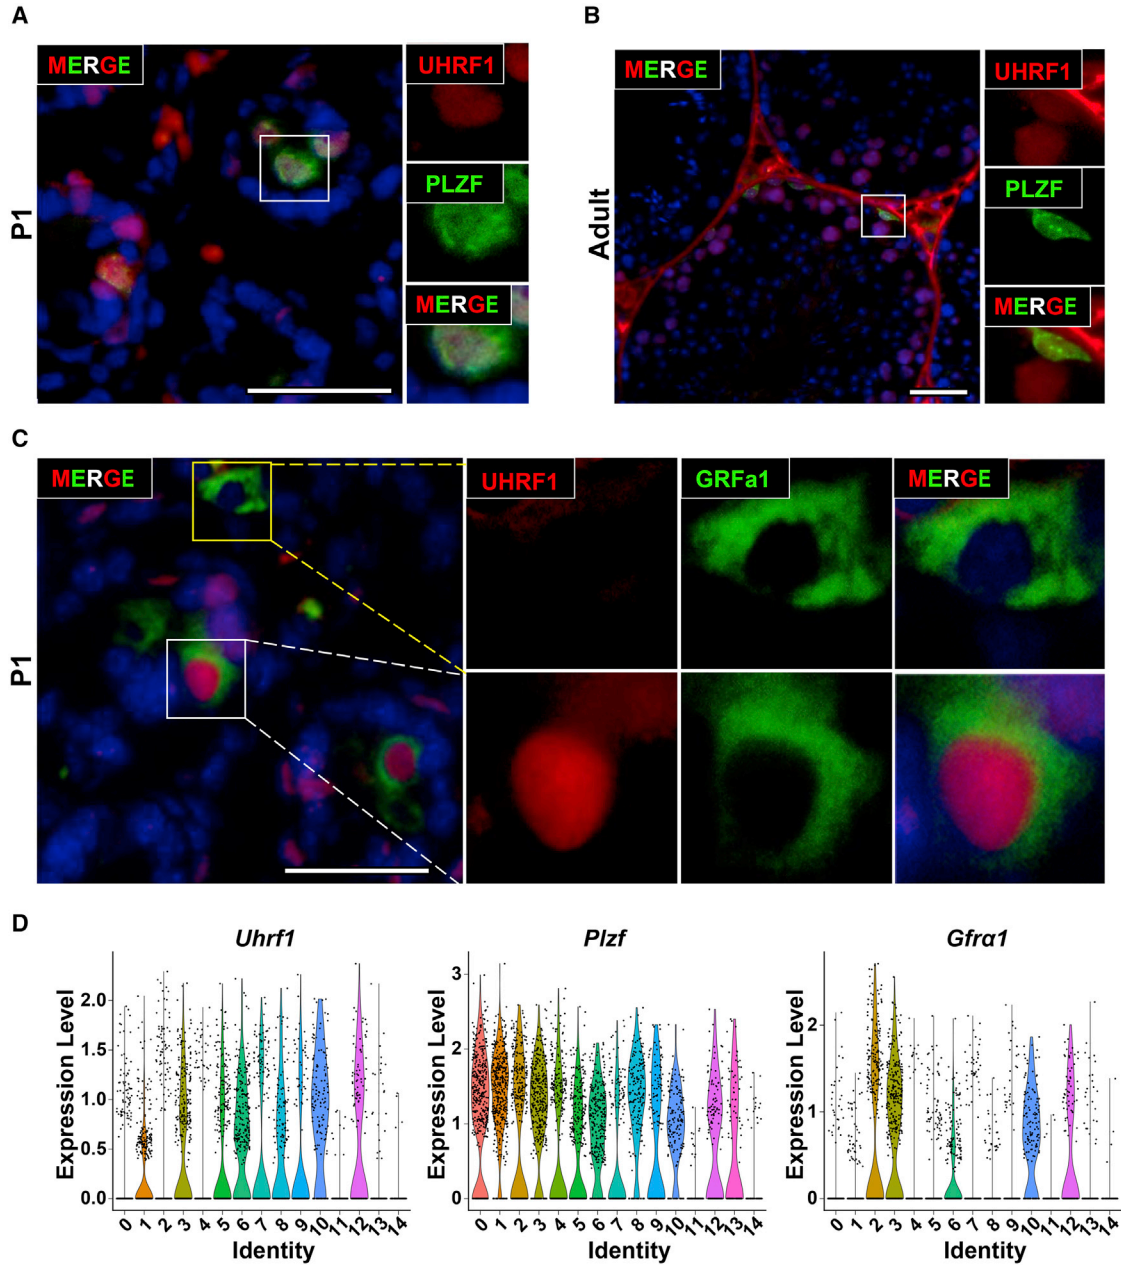 A
MERGE
UHRF1
PLZF
MERGE
P1
B
MERGE
UHRF1
PLZF
MERGE
Adult
C
MERGE
UHRF1
GRFa1
MERGE
P1
D
Uhrf1
Expression Level
2.0
1.5
1.0
0.5
0.0
0 1 2 3 4 5 6 7 8 9 10 11 12 13 14
Identity
Plzf
Expression Level
3
2
1
0
0 1 2 3 4 5 6 7 8 9 10 11 12 13 14
Identity
Gfrα1
Expression Level
2
1
0
0 1 2 3 4 5 6 7 8 9 10 11 12 13 14
Identity